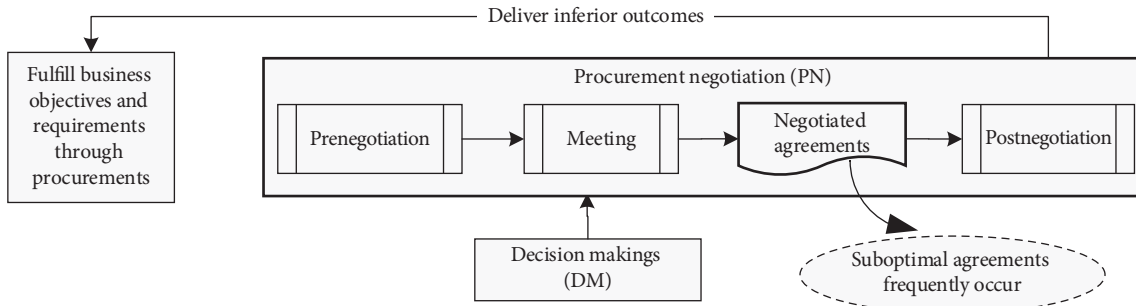 Deliver inferior outcomes
Fulfill business
objectives and
requirements
through
procurements
Procurement negotiation (PN)
Prenegotiation
Meeting
Negotiated
agreements
Postnegotiation
Decision makings
(DM)
Suboptimal agreements
frequently occur